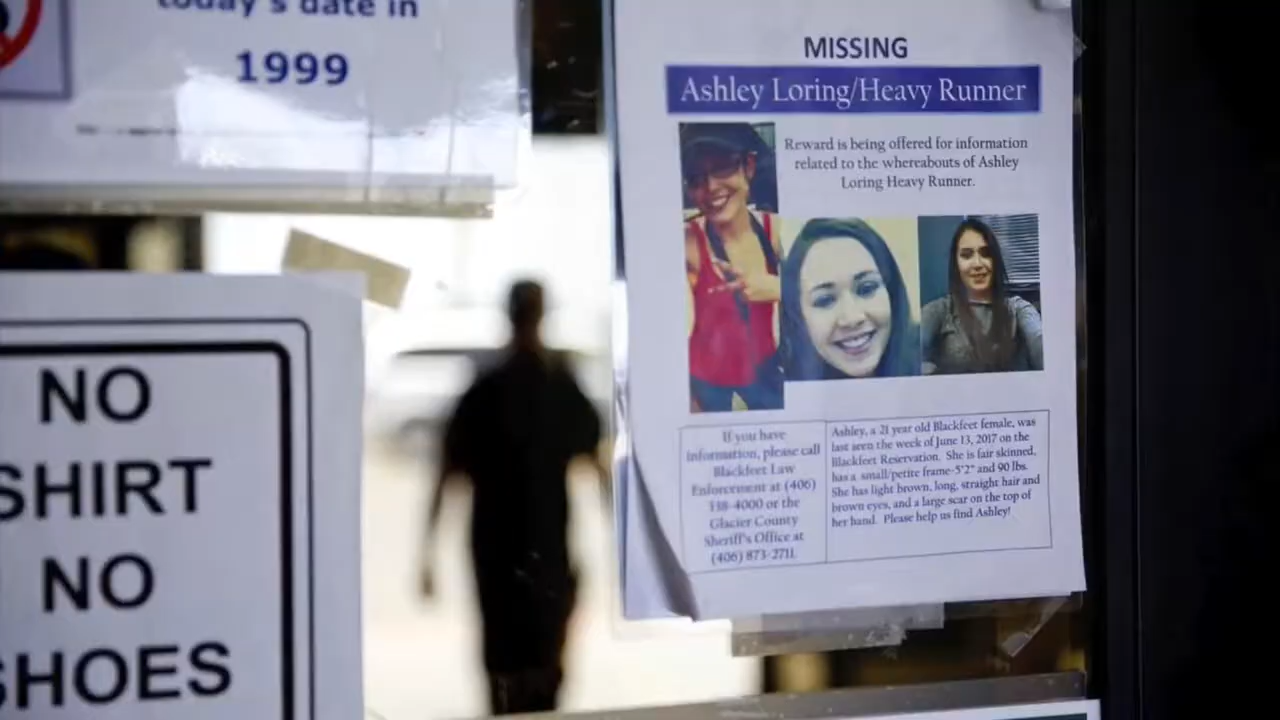 today's date in
1999
NO
SHIRT
NO
SHOES
MISSING
Ashley Loring/Heavy Runner
Reward is being offered for information
related to the whereabouts of Ashley
Loring Heavy Runner.
If you have
information, please call
Blackfeet Law
Enforcement at (406)
338-4000 or the
Glacier County
Sheriff's Office at
(406) 873-2711.
Ashley, a 21 year old Blackfeet female, was
last seen the week of June 13, 2017 on the
Blackfeet Reservation. She is fair skinned,
has a small/petite frame-5'2" and 90 lbs.
She has light brown, long, straight hair and
brown eyes, and a large scar on the top of
her hand. Please help us find Ashley!